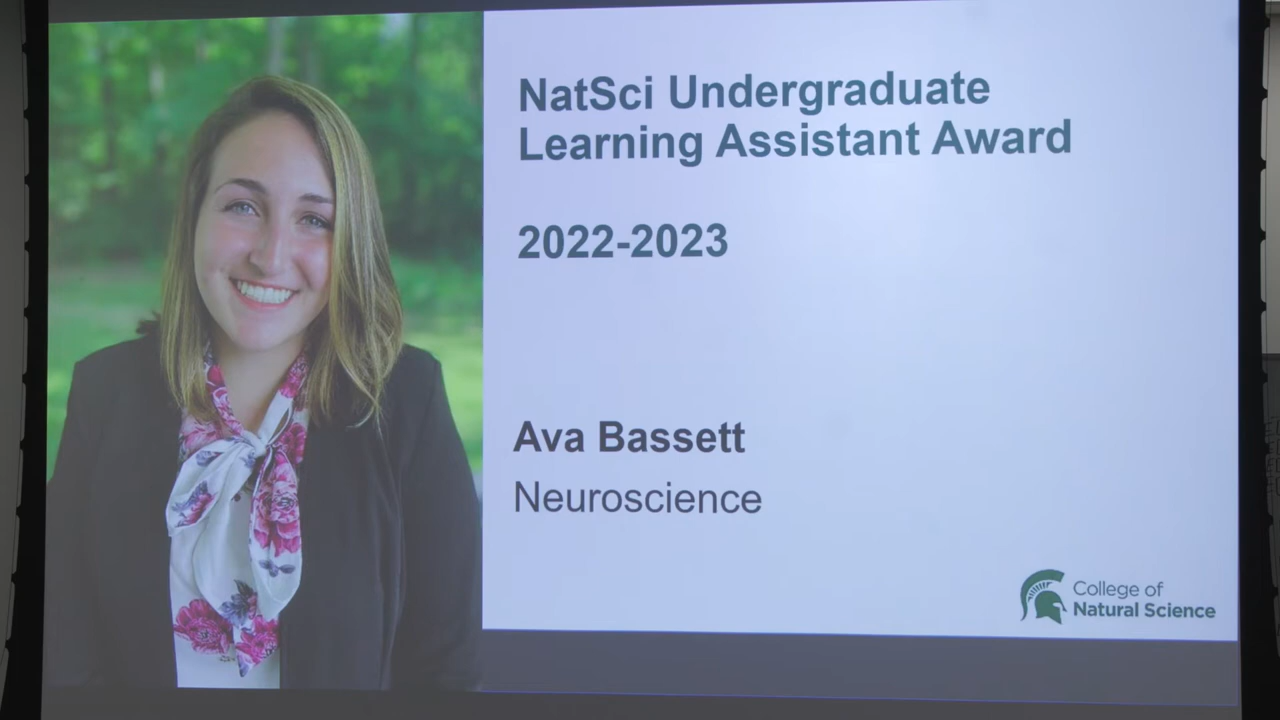 NatSci Undergraduate
Learning Assistant Award
2022-2023
Ava Bassett
Neuroscience
College of
Natural Science